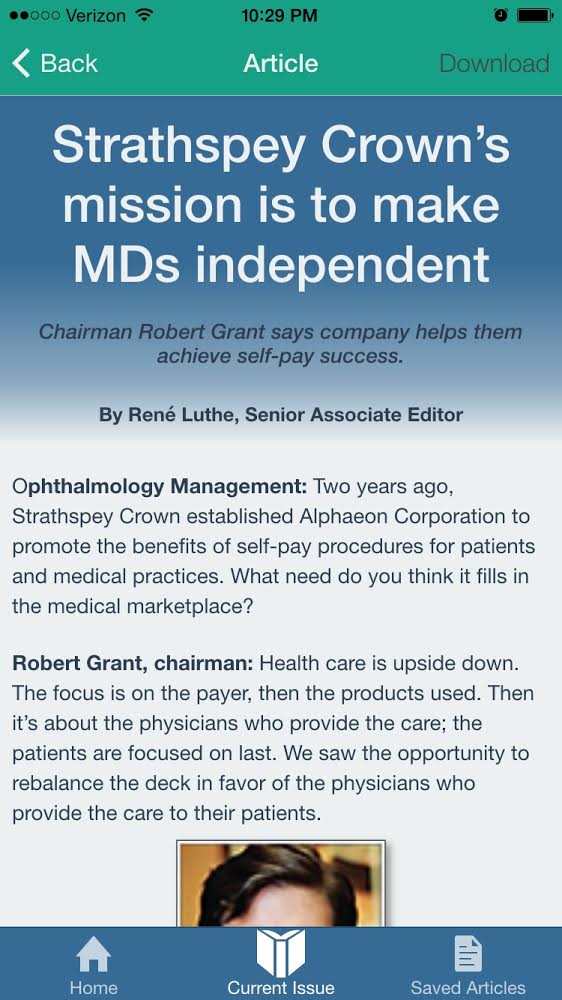 Verizon 10:29 PM
Back Article Download
Strathspey Crown’s
mission is to make
MDs independent
Chairman Robert Grant says company helps them
achieve self-pay success.
By René Luthe, Senior Associate Editor
Ophthalmology Management: Two years ago,
Strathspey Crown established Alphaeon Corporation to
promote the benefits of self-pay procedures for patients
and medical practices. What need do you think it fills in
the medical marketplace?
Robert Grant, chairman: Health care is upside down.
The focus is on the payer, then the products used. Then
it’s about the physicians who provide the care; the
patients are focused on last. We saw the opportunity to
rebalance the deck in favor of the physicians who
provide the care to their patients.
Home Current Issue Saved Articles